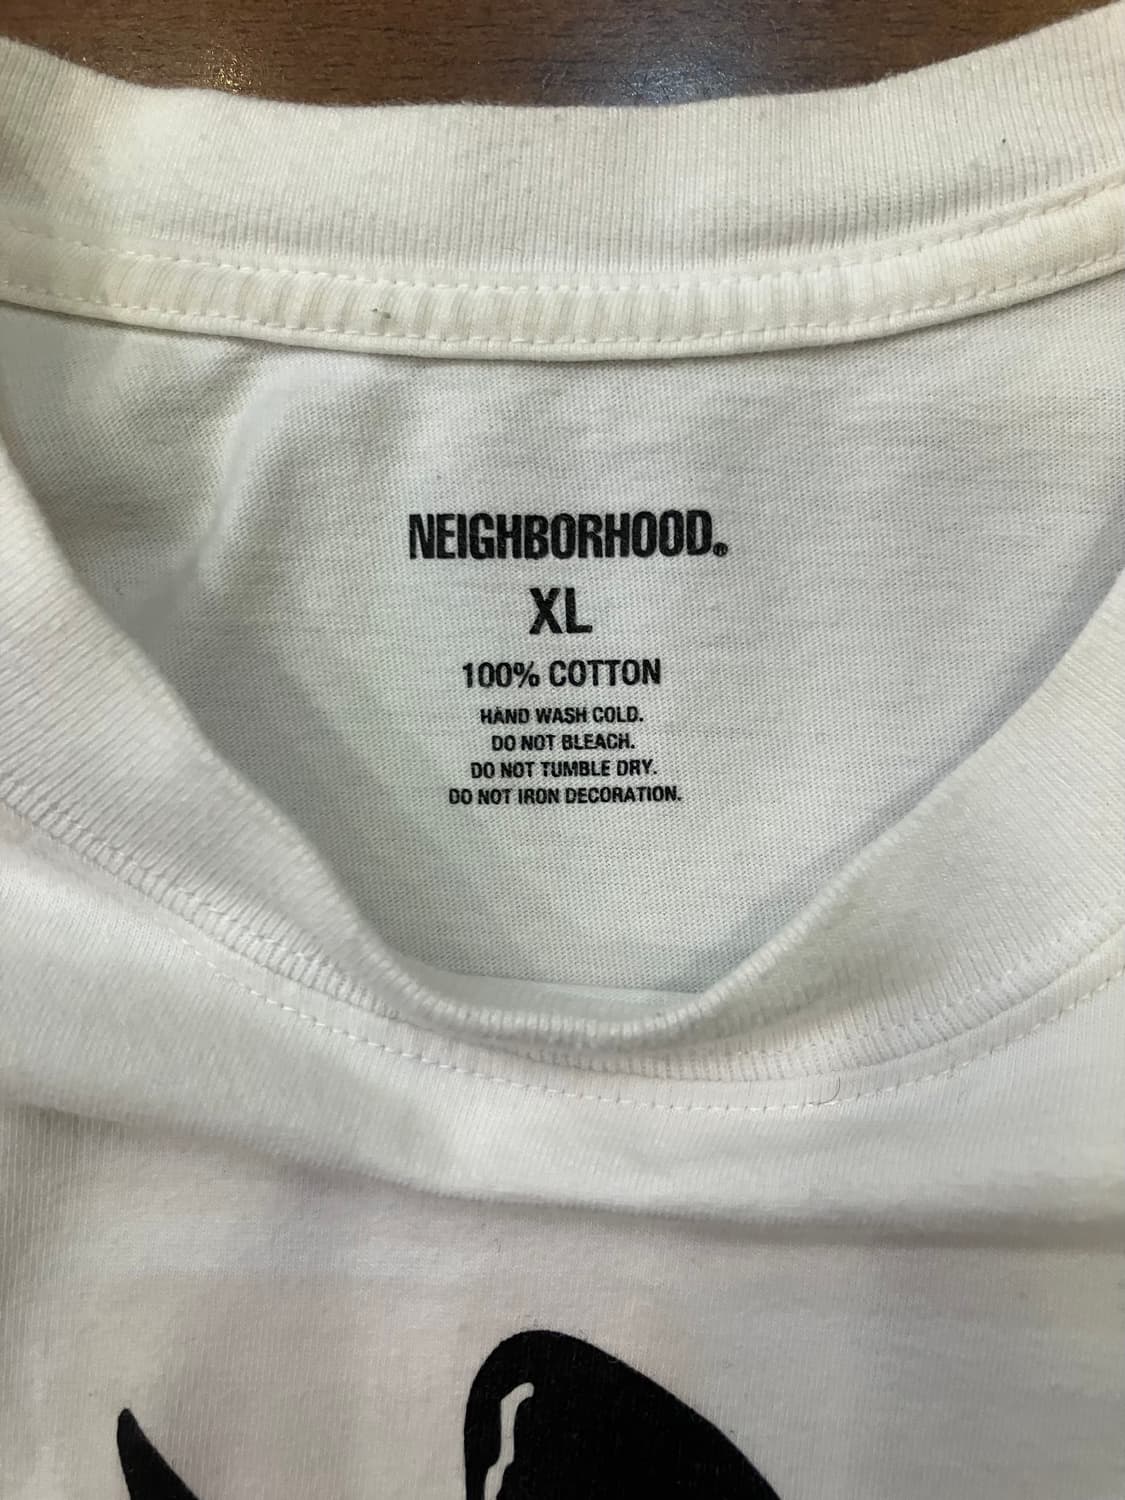 NEIGHBORHOOD®
XL
100% COTTON
HAND WASH COLD.
DO NOT BLEACH.
DO NOT TUMBLE DRY.
DO NOT IRON DECORATION.